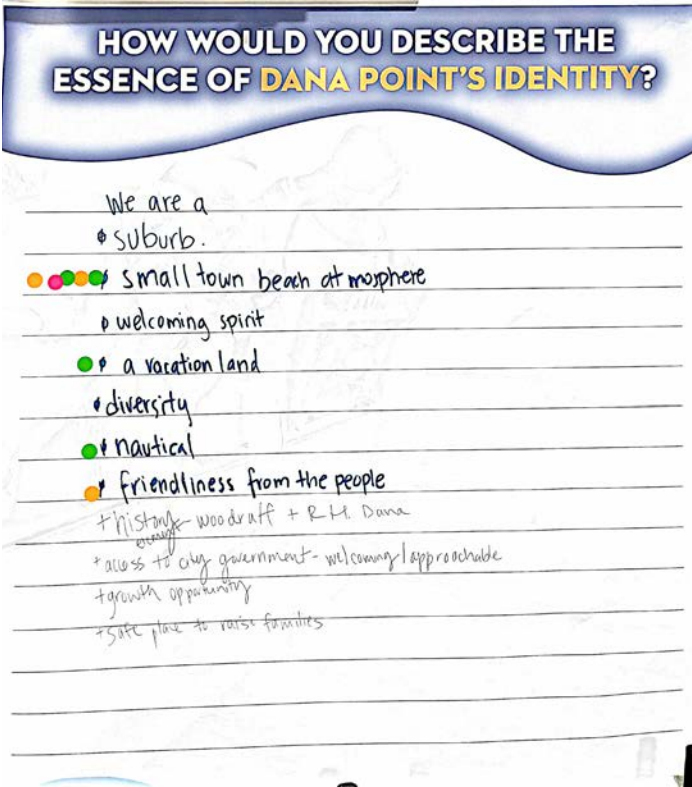 HOW WOULD YOU DESCRIBE THE
ESSENCE OF DANA POINT'S IDENTITY?
We are a
suburb.
small town beach atmosphere
welcoming spirit
a vacation land
diversity
nautical
friendliness from the people
+ history - woodruff + R.H. Dana
+ access to city government - welcoming/approachable
+ growth opportunity
+ safe place to raise families